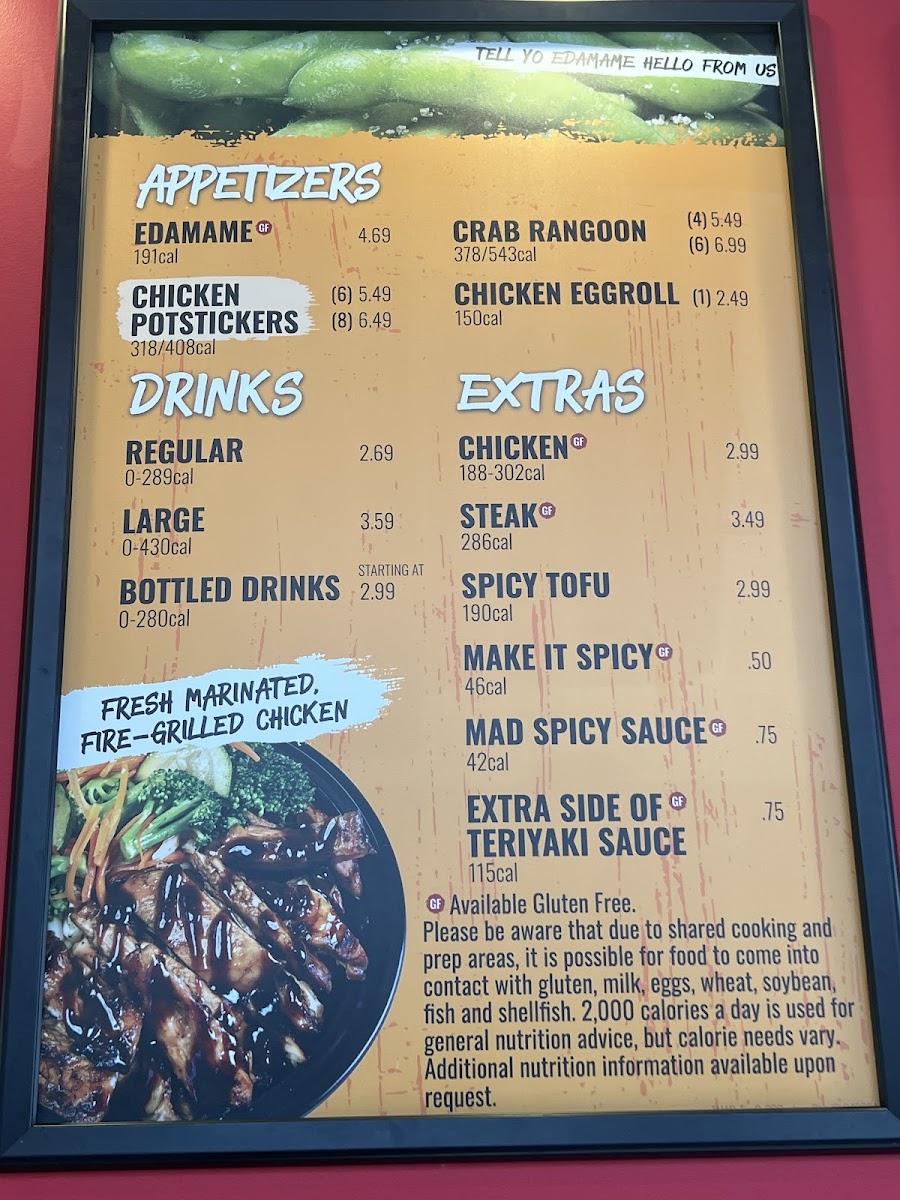 TELL YO EDAMAME HELLO FROM US
APPETIZERS
EDAMAME GF 4.69
191cal
CHICKEN
POTSTICKERS
(6) 5.49
(8) 6.49
318/408cal
CRAB RANGOON
378/543cal
(4) 5.49
(6) 6.99
CHICKEN EGGROLL (1) 2.49
150cal
DRINKS
REGULAR 2.69
0-289cal
LARGE 3.59
0-430cal
BOTTLED DRINKS
STARTING AT
2.99
0-280cal
EXTRAS
CHICKEN GF 2.99
188-302cal
STEAK GF 3.49
286cal
SPICY TOFU 2.99
190cal
MAKE IT SPICY GF .50
46cal
MAD SPICY SAUCE GF .75
42cal
EXTRA SIDE OF GF .75
TERIYAKI SAUCE
115cal
FRESH MARINATED,
FIRE-GRILLED CHICKEN
GF Available Gluten Free.
Please be aware that due to shared cooking and
prep areas, it is possible for food to come into
contact with gluten, milk, eggs, wheat, soybean,
fish and shellfish. 2,000 calories a day is used for
general nutrition advice, but calorie needs vary.
Additional nutrition information available upon
request.